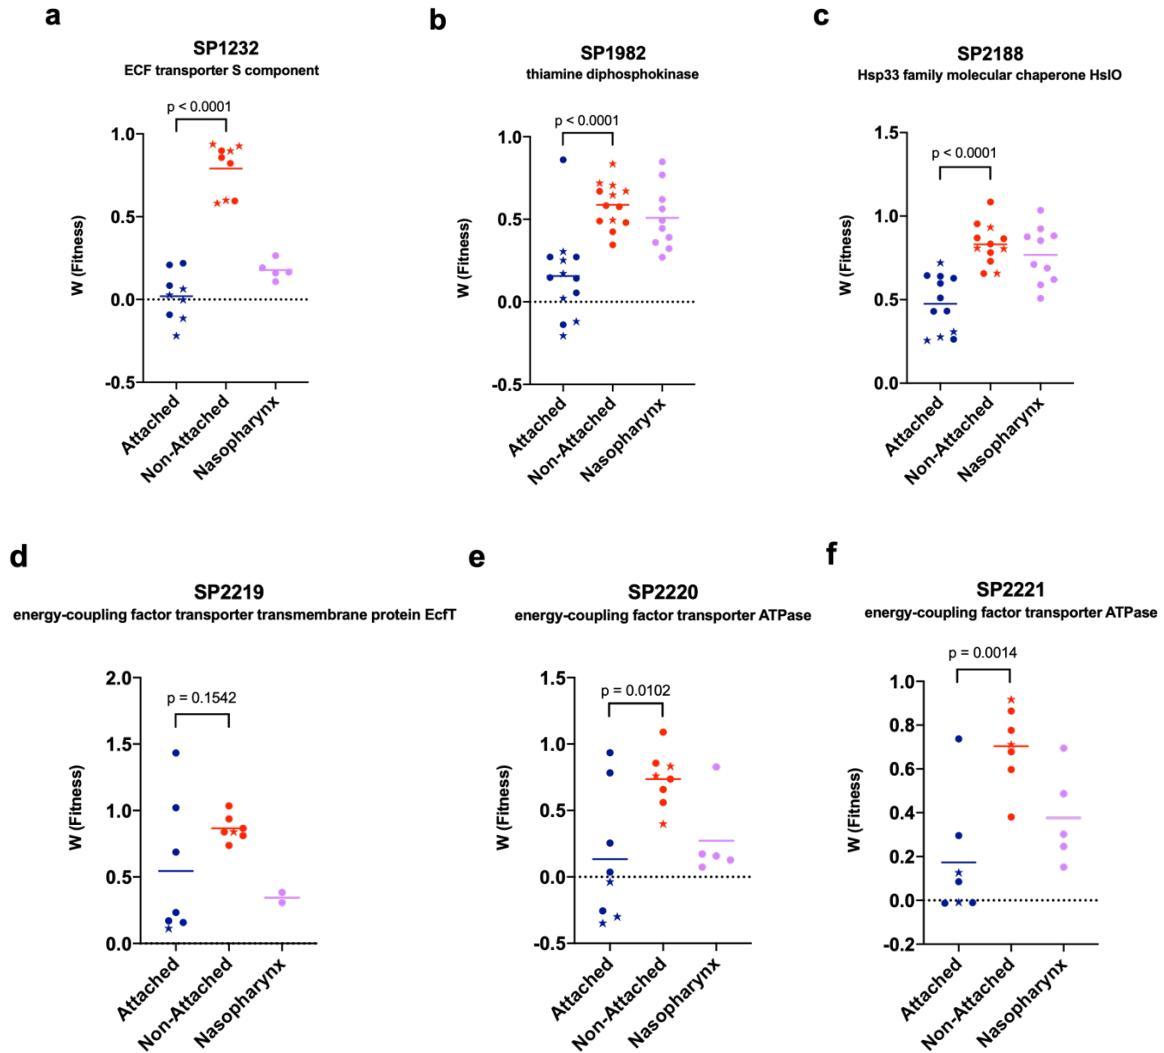 a
SP1232
ECF transporter S component
p < 0.0001
1.0
0.5
0.0
-0.5
W (Fitness)
Attached
Non-Attached
Nasopharynx
b
SP1982
thiamine diphosphokinase
p < 0.0001
1.0
0.5
0.0
-0.5
W (Fitness)
Attached
Non-Attached
Nasopharynx
c
SP2188
Hsp33 family molecular chaperone HslO
p < 0.0001
1.5
1.0
0.5
0.0
W (Fitness)
Attached
Non-Attached
Nasopharynx
d
SP2219
energy-coupling factor transporter transmembrane protein EcfT
p = 0.1542
2.0
1.5
1.0
0.5
0.0
W (Fitness)
Attached
Non-Attached
Nasopharynx
e
SP2220
energy-coupling factor transporter ATPase
p = 0.0102
1.5
1.0
0.5
0.0
-0.5
W (Fitness)
Attached
Non-Attached
Nasopharynx
f
SP2221
energy-coupling factor transporter ATPase
p = 0.0014
1.0
0.8
0.6
0.4
0.2
0.0
-0.2
W (Fitness)
Attached
Non-Attached
Nasopharynx